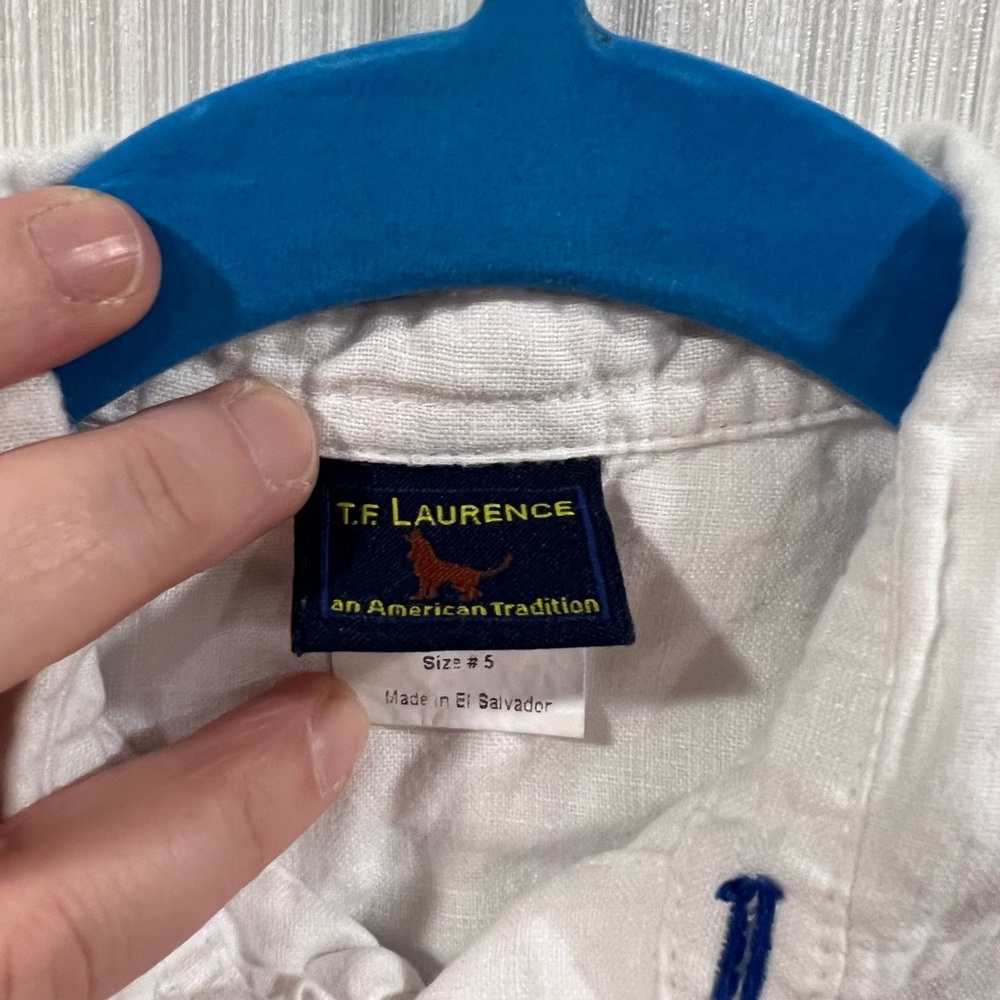 T.F. LAURENCE
an American Tradition
Size # 5
Made in El Salvador